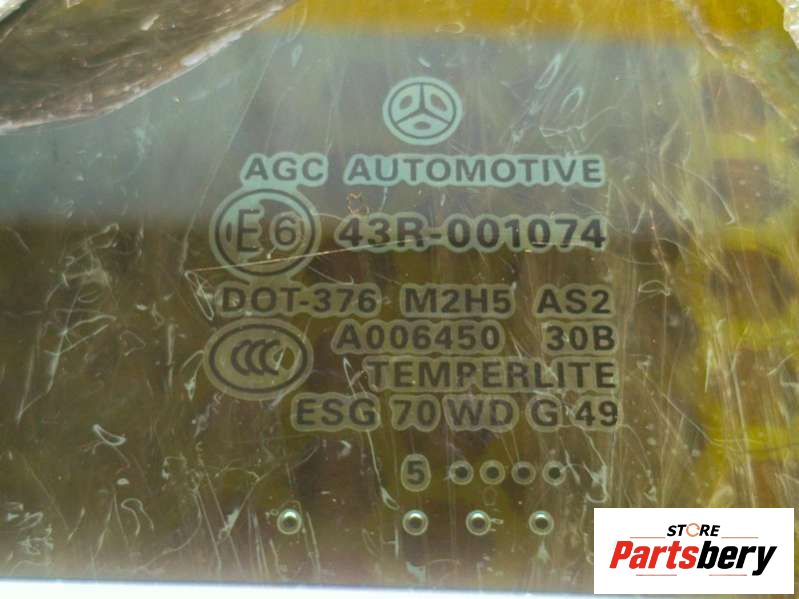 AGC AUTOMOTIVE
E6 43R-001074
DOT-376 M2H5 AS2
CCC A006450 30B
TEMPERLITE
ESG 70 WD G 49
5
STORE
Partsbery